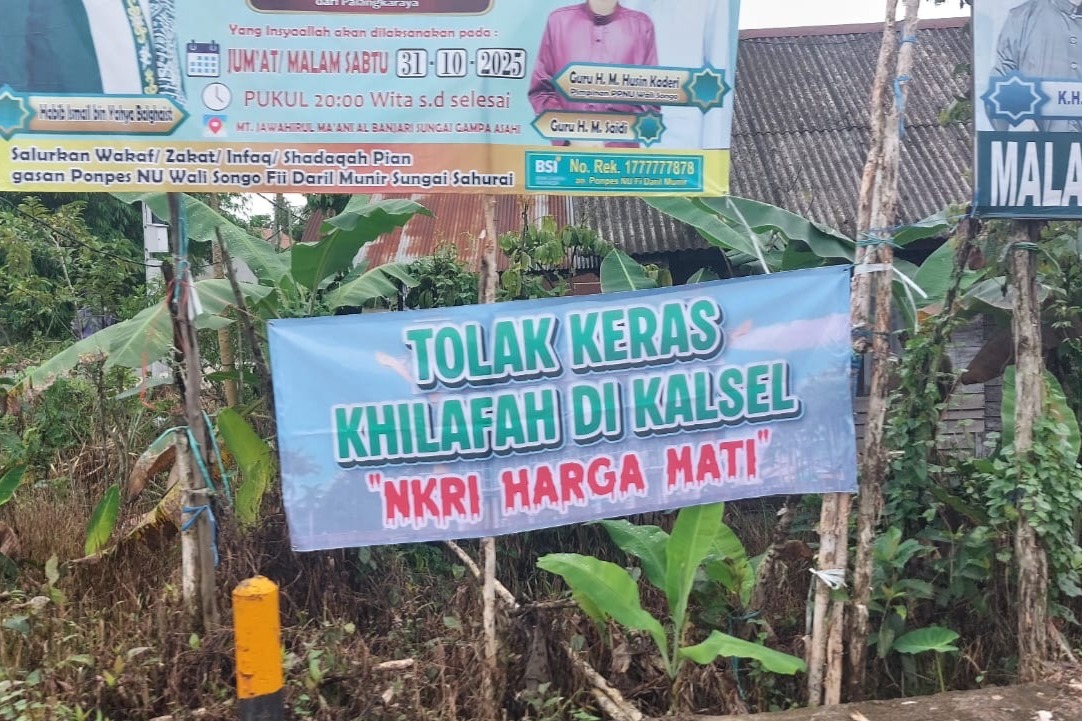 dari Palangkaraya
Yang Insyaallah akan dilaksanakan pada :
JUM'AT/ MALAM SABTU 31-10-2025
PUKUL 20:00 Wita s.d selesai
MT. JAWAHIRUL MA'ANI AL BANJARI SUNGAI GAMPA ASAHI
Habib Ismail bin Yahya Balghaist
Guru H. M. Husin Kaderi
Pimpinan PPNU Wali Songo
Guru H. M. Saidi
Salurkan Wakaf/ Zakat/ Infaq/ Shadaqah Pian
gasan Ponpes NU Wali Songo Fii Daril Munir Sungai Sahurai
BSI
No. Rek. 1777777878
an. Ponpes NU Fi Daril Munir
K.H.
MALA
TOLAK KERAS
KHILAFAH DI KALSEL
"NKRI HARGA MATI"